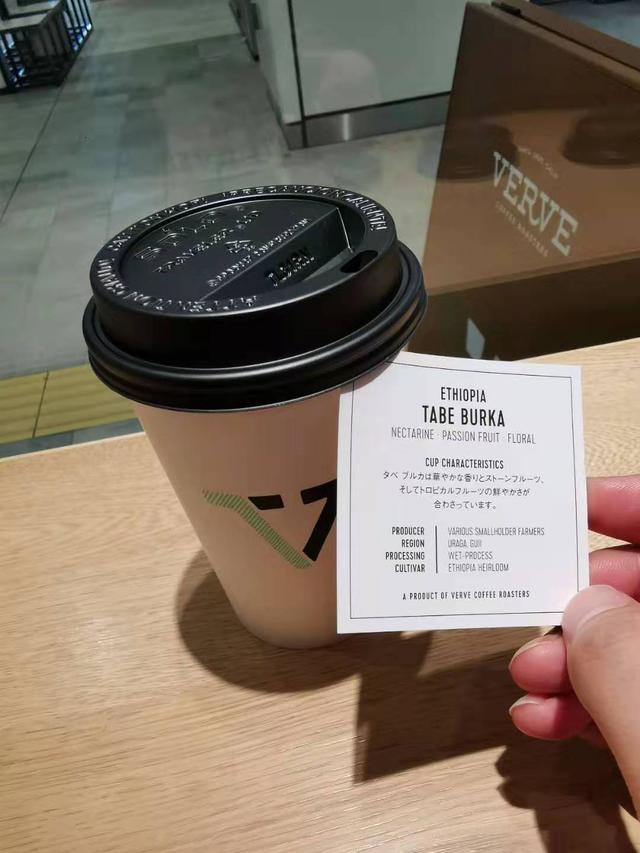 VERVE
COFFEE ROASTERS
TRAVELER LID
ETHIOPIA
TABE BURKA
NECTARINE · PASSION FRUIT · FLORAL
CUP CHARACTERISTICS
タベ ブルカは華やかな香りとストーンフルーツ、
そしてトロピカルフルーツの鮮やかさが
合わさっています。
PRODUCER VARIOUS SMALLHOLDER FARMERS
REGION URAGA, GUJI
PROCESSING WET-PROCESS
CULTIVAR ETHIOPIA HEIRLOOM
A PRODUCT OF VERVE COFFEE ROASTERS